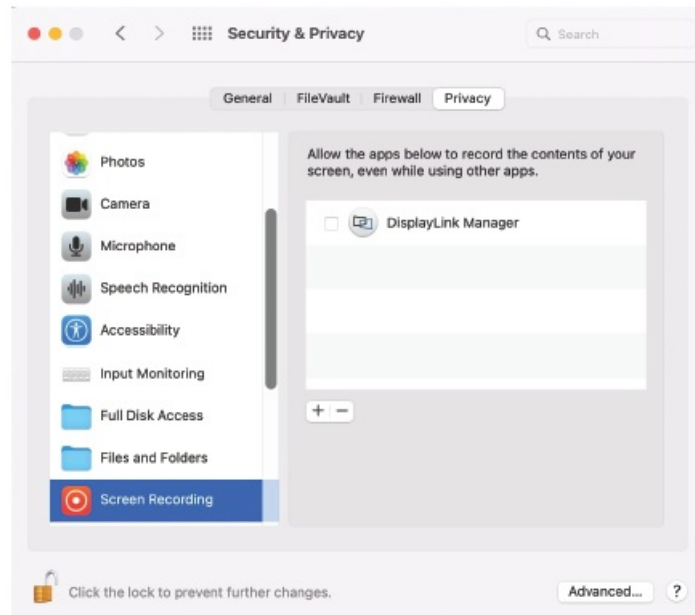 Security & Privacy
Search
General FileVault Firewall Privacy
Photos
Camera
Microphone
Speech Recognition
Accessibility
Input Monitoring
Full Disk Access
Files and Folders
Screen Recording
Allow the apps below to record the contents of your
screen, even while using other apps.
DisplayLink Manager
+ −
Click the lock to prevent further changes.
Advanced... ?